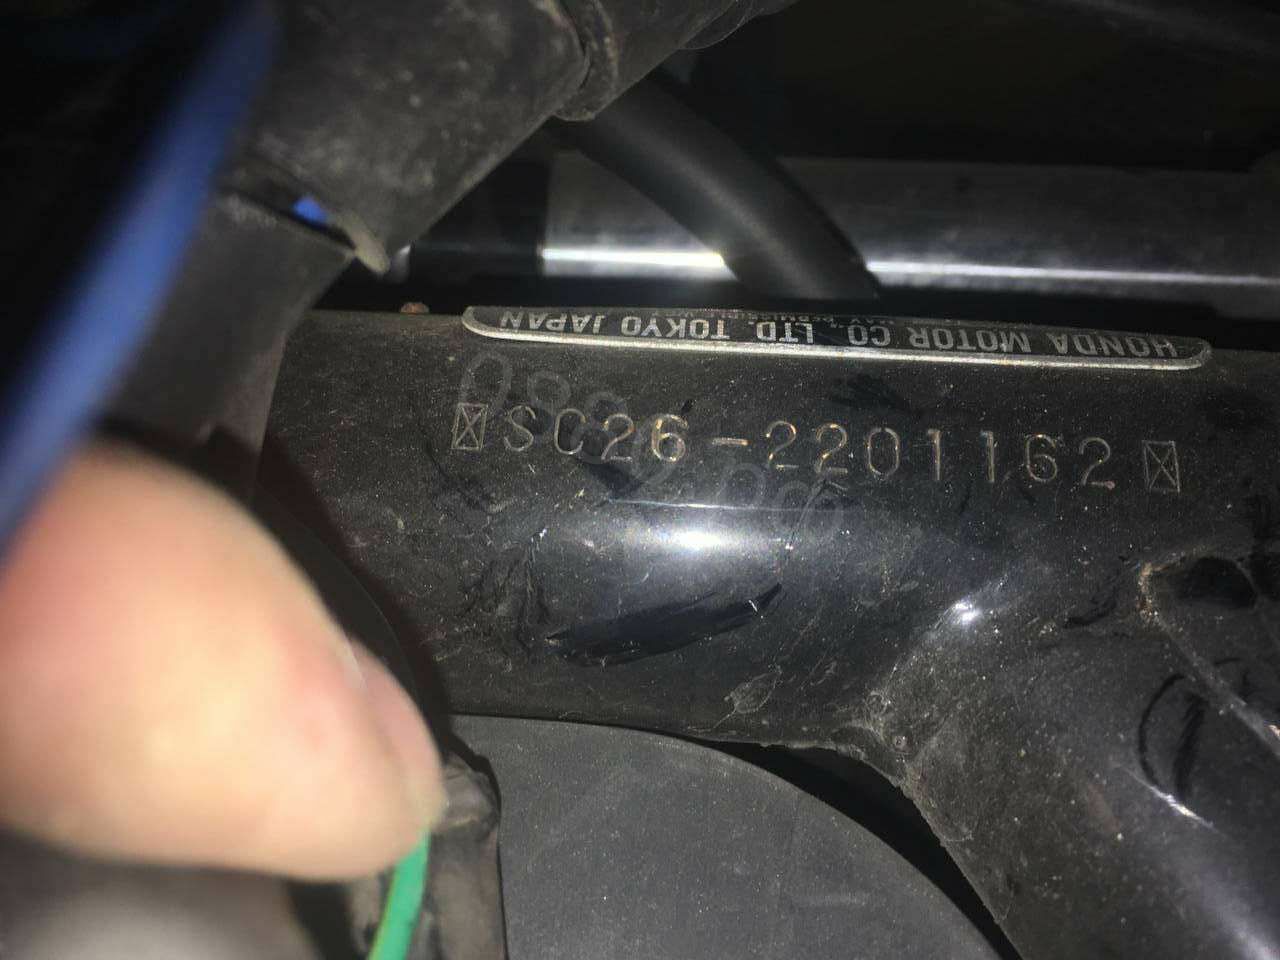 HONDA MOTOR CO., LTD. TOKYO JAPAN
SC26-2201162